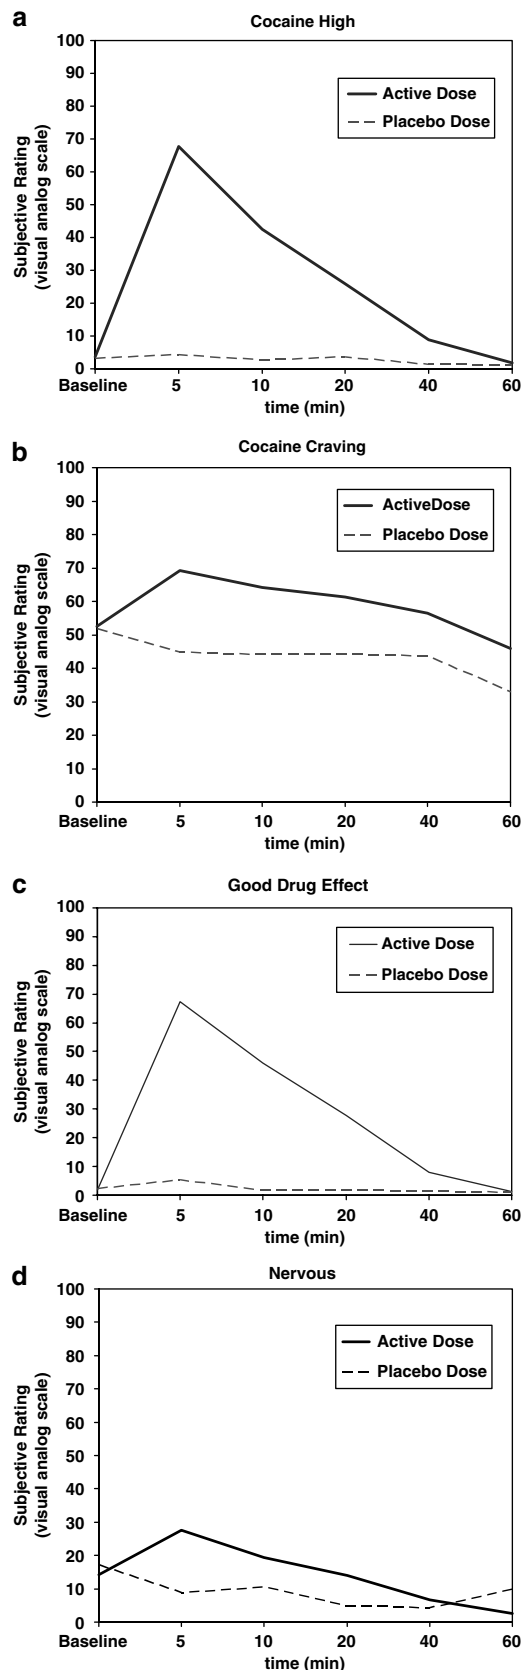 a
Cocaine High
100
90
80
70
60
50
40
30
20
10
0
Subjective Rating
(visual analog scale)
Active Dose
Placebo Dose
Baseline 5 10 20 40 60
time (min)
b
Cocaine Craving
100
90
80
70
60
50
40
30
20
10
0
Subjective Rating
(visual analog scale)
ActiveDose
Placebo Dose
Baseline 5 10 20 40 60
time (min)
c
Good Drug Effect
100
90
80
70
60
50
40
30
20
10
0
Subjective Rating
(visual analog scale)
Active Dose
Placebo Dose
Baseline 5 10 20 40 60
time (min)
d
Nervous
100
90
80
70
60
50
40
30
20
10
0
Subjective Rating
(visual analog scale)
Active Dose
Placebo Dose
Baseline 5 10 20 40 60
time (min)